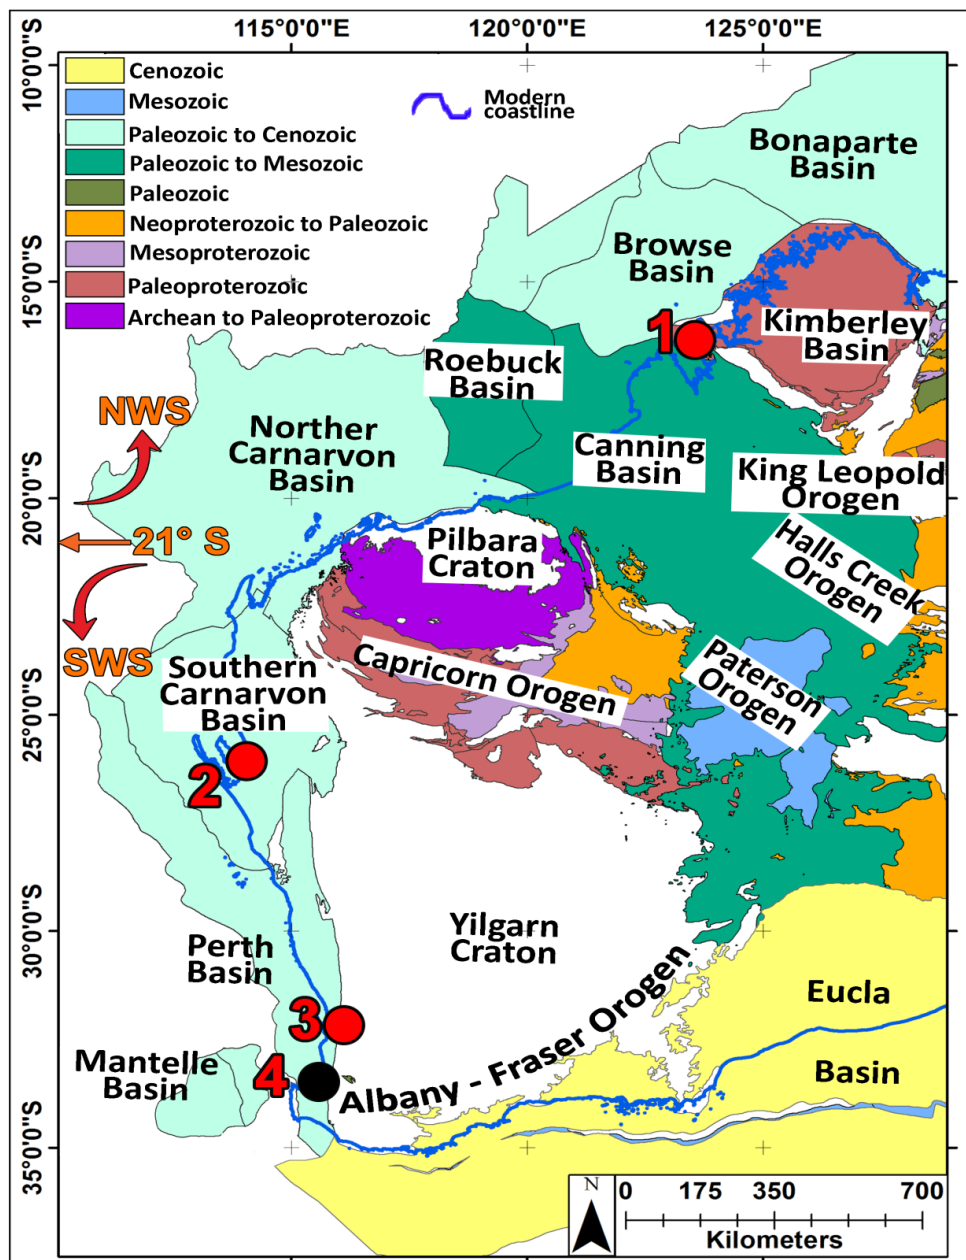 115°0'0"E
120°0'0"E
125°0'0"E
10°0'0"S
15°0'0"S
20°0'0"S
25°0'0"S
30°0'0"S
35°0'0"S
Cenozoic
Mesozoic
Paleozoic to Cenozoic
Paleozoic to Mesozoic
Paleozoic
Neoproterozoic to Paleozoic
Mesoproterozoic
Paleoproterozoic
Archean to Paleoproterozoic
Modern
coastline
Bonaparte
Basin
Browse
Basin
1
Kimberley
Basin
Roebuck
Basin
NWS
Norther
Carnarvon
Basin
Canning
Basin
King Leopold
Orogen
21° S
Pilbara
Craton
Halls Creek
Orogen
SWS
Southern
Carnarvon
Basin
Capricorn Orogen
Paterson
Orogen
2
Yilgarn
Craton
Perth
Basin
Albany - Fraser Orogen
Eucla
Basin
3
4
Mantelle
Basin
N
0 175 350 700
Kilometers